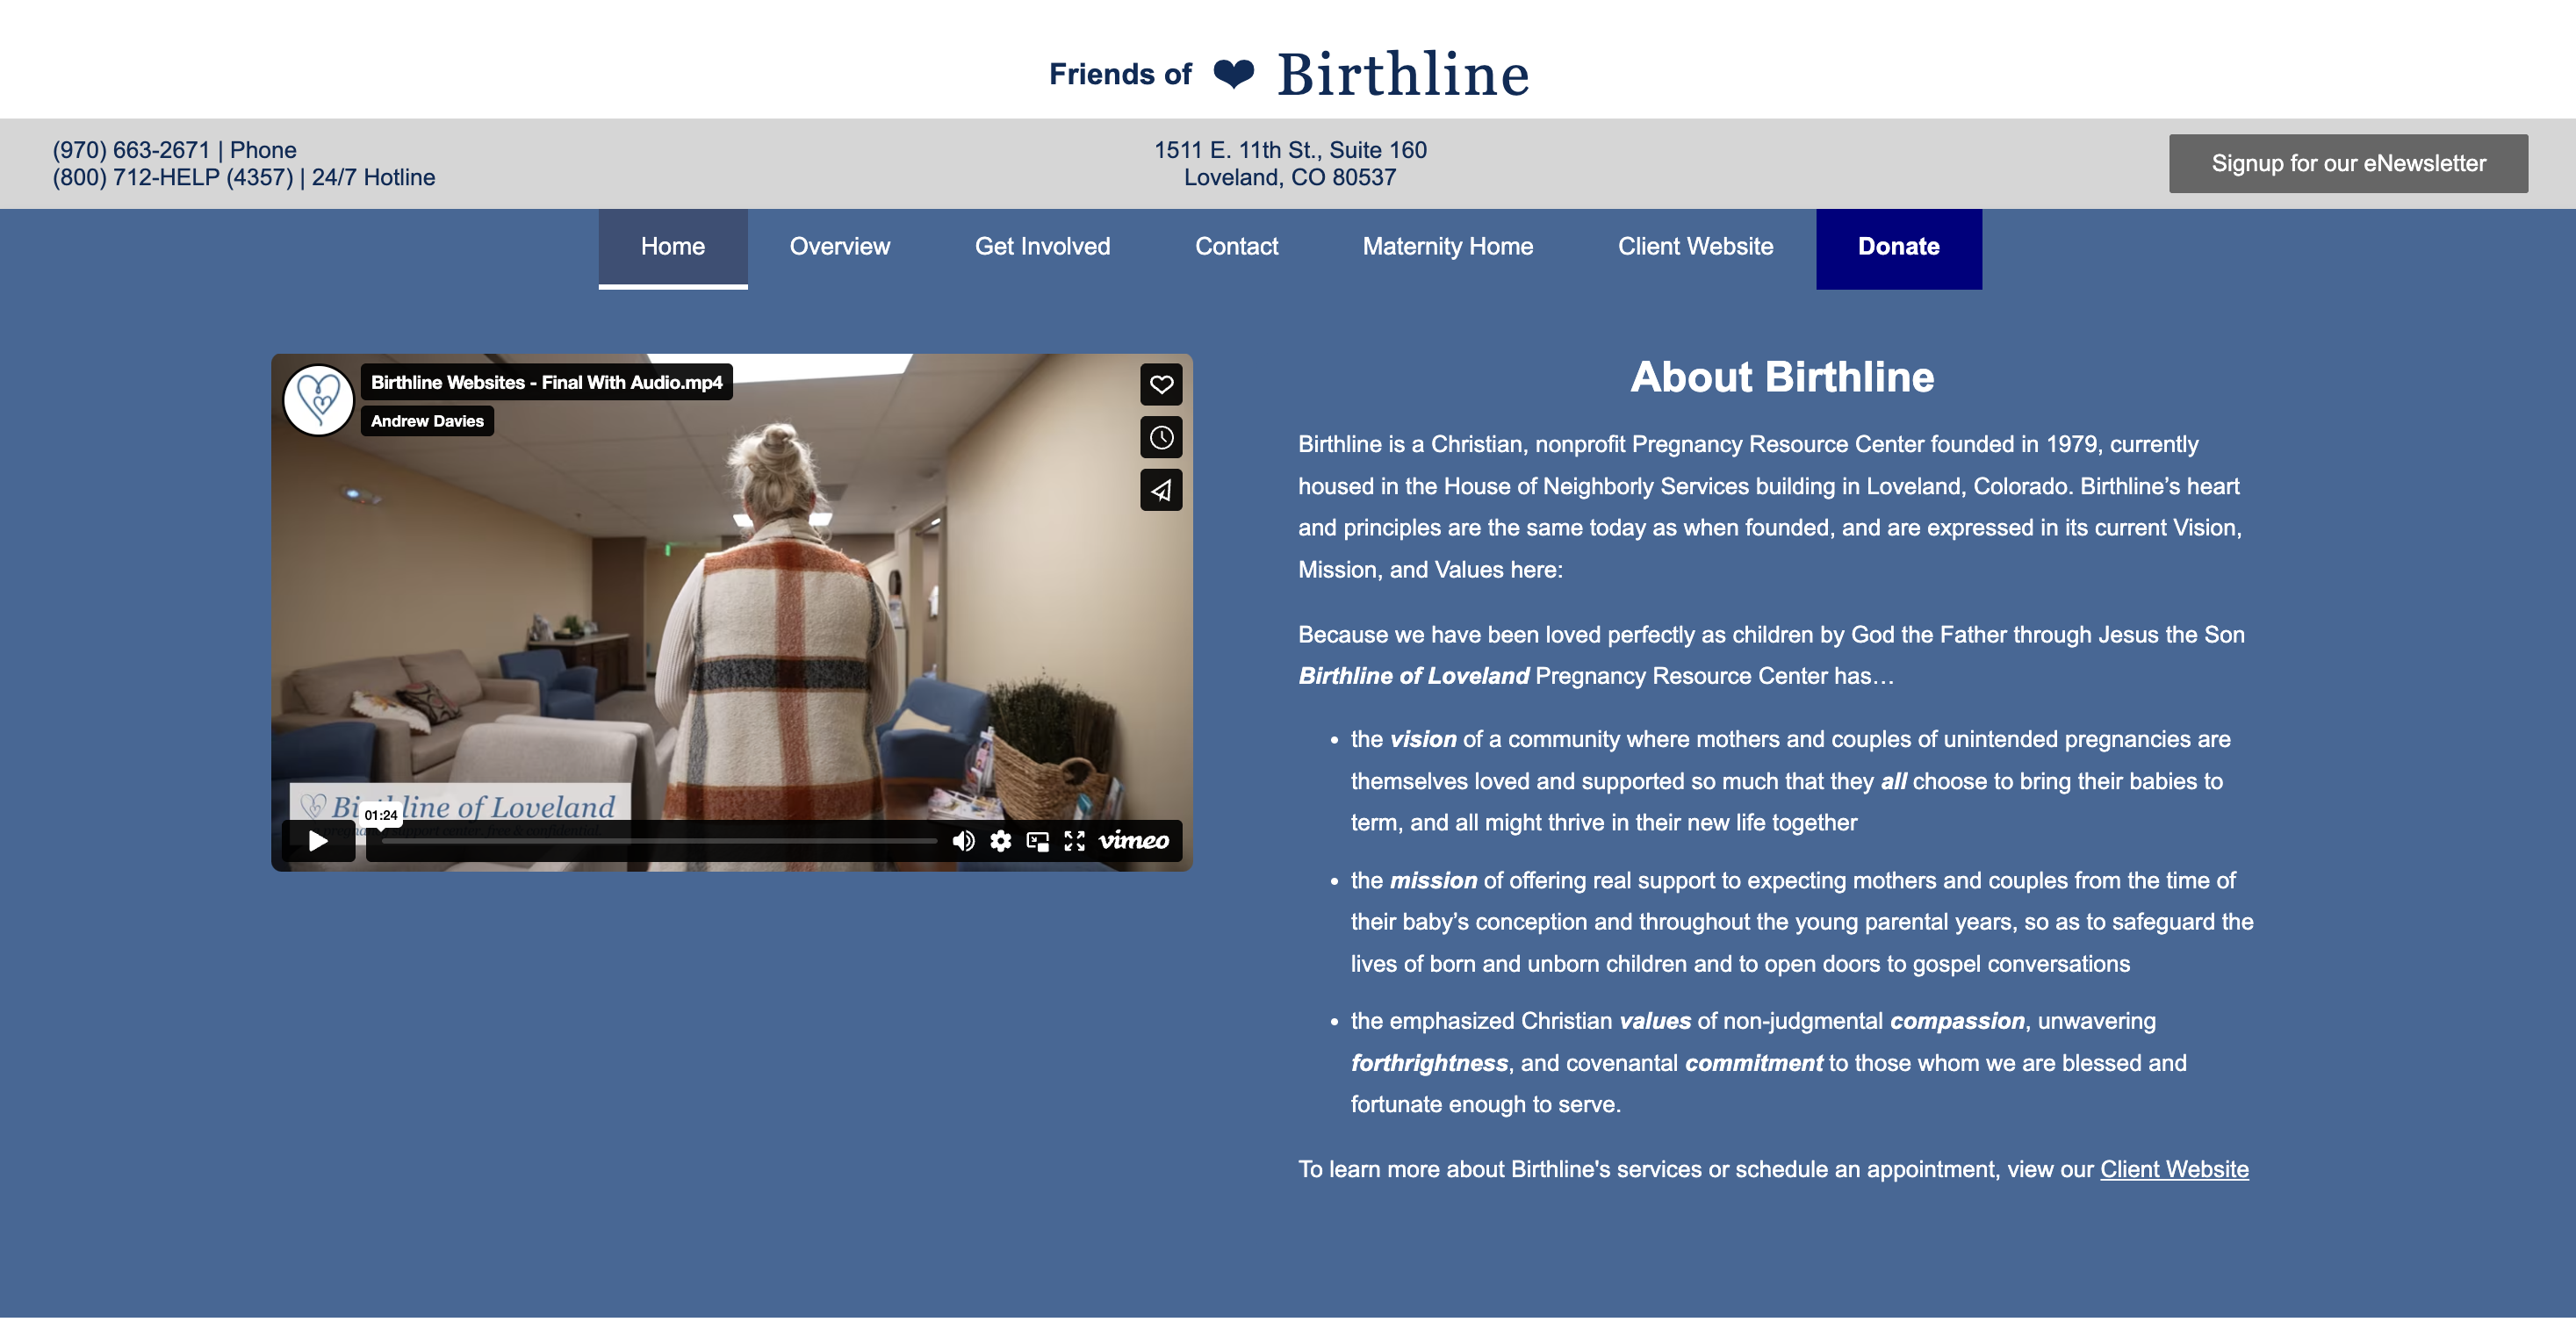 Friends of ❤ Birthline
(970) 663-2671 | Phone
(800) 712-HELP (4357) | 24/7 Hotline
1511 E. 11th St., Suite 160
Loveland, CO 80537
Signup for our eNewsletter
Home Overview Get Involved Contact Maternity Home Client Website Donate
Birthline Websites - Final With Audio.mp4
Andrew Davies
Birthline of Loveland
01:24
vimeo
About Birthline
Birthline is a Christian, nonprofit Pregnancy Resource Center founded in 1979, currently
housed in the House of Neighborly Services building in Loveland, Colorado. Birthline’s heart
and principles are the same today as when founded, and are expressed in its current Vision,
Mission, and Values here:
Because we have been loved perfectly as children by God the Father through Jesus the Son
Birthline of Loveland Pregnancy Resource Center has…
• the vision of a community where mothers and couples of unintended pregnancies are
themselves loved and supported so much that they all choose to bring their babies to
term, and all might thrive in their new life together
• the mission of offering real support to expecting mothers and couples from the time of
their baby’s conception and throughout the young parental years, so as to safeguard the
lives of born and unborn children and to open doors to gospel conversations
• the emphasized Christian values of non-judgmental compassion, unwavering
forthrightness, and covenantal commitment to those whom we are blessed and
fortunate enough to serve.
To learn more about Birthline's services or schedule an appointment, view our Client Website